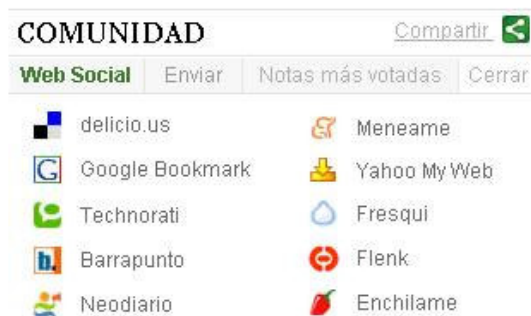 COMUNIDAD Compartir
Web Social Enviar Notas más votadas Cerrar
delicio.us Meneame
Google Bookmark Yahoo My Web
Technorati Fresqui
Barrapunto Flenk
Neodiario Enchilame